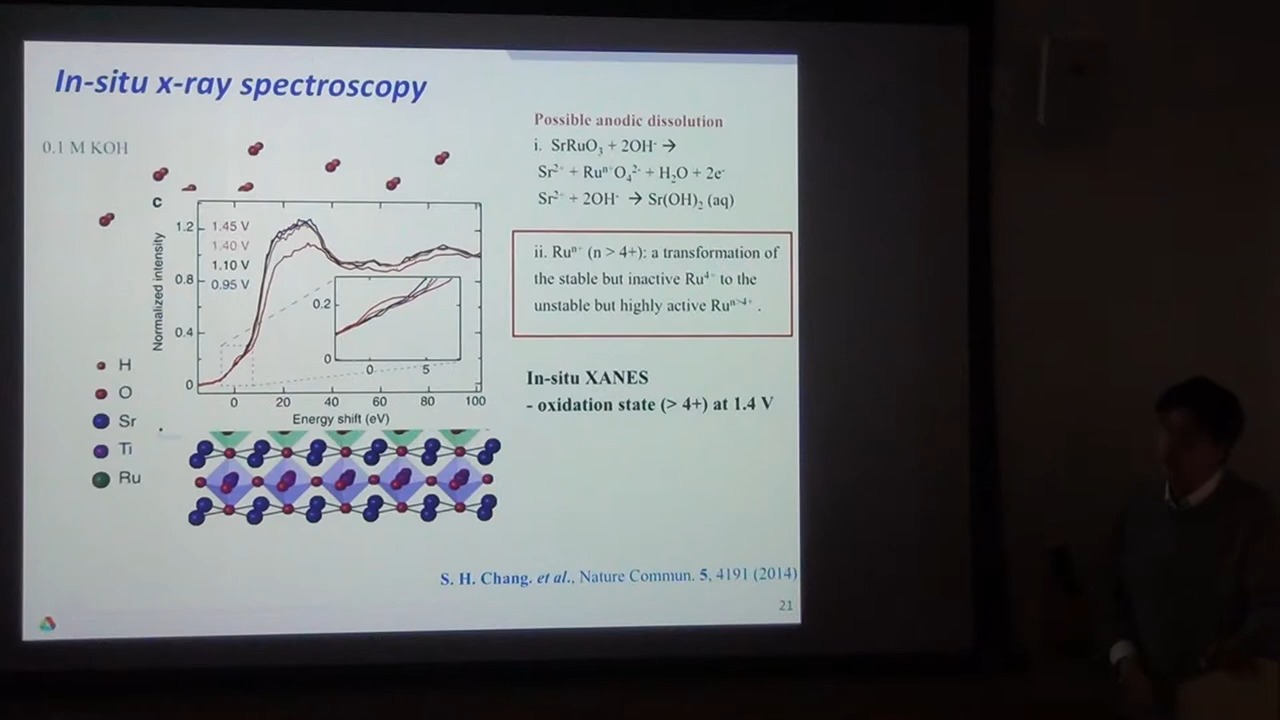 In-situ x-ray spectroscopy
0.1 M KOH
c
1.2
0.8
0.4
0
Normalized intensity
1.45 V
1.40 V
1.10 V
0.95 V
0.2
0
0
5
0
20
40
60
80
100
Energy shift (eV)
H
O
Sr
Ti
Ru
Possible anodic dissolution
i. SrRuO₃ + 2OH⁻ →
Sr²⁺ + Ruⁿ⁺O₄²⁻ + H₂O + 2e⁻
Sr²⁺ + 2OH⁻ → Sr(OH)₂ (aq)
ii. Ruⁿ⁺ (n > 4+): a transformation of
the stable but inactive Ru⁴⁺ to the
unstable but highly active Ruⁿ˃⁴⁺ .
In-situ XANES
- oxidation state (> 4+) at 1.4 V
S. H. Chang. et al., Nature Commun. 5, 4191 (2014)
21